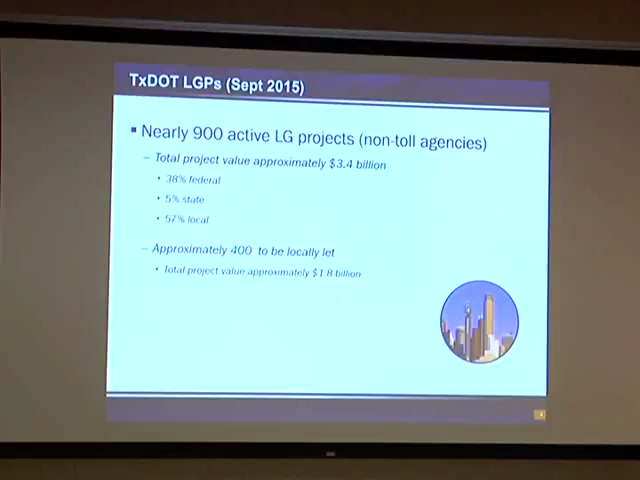 TxDOT LGPs (Sept 2015)
▪ Nearly 900 active LG projects (non-toll agencies)
– Total project value approximately $3.4 billion
• 38% federal
• 5% state
• 57% local
– Approximately 400 to be locally let
• Total project value approximately $1.8 billion